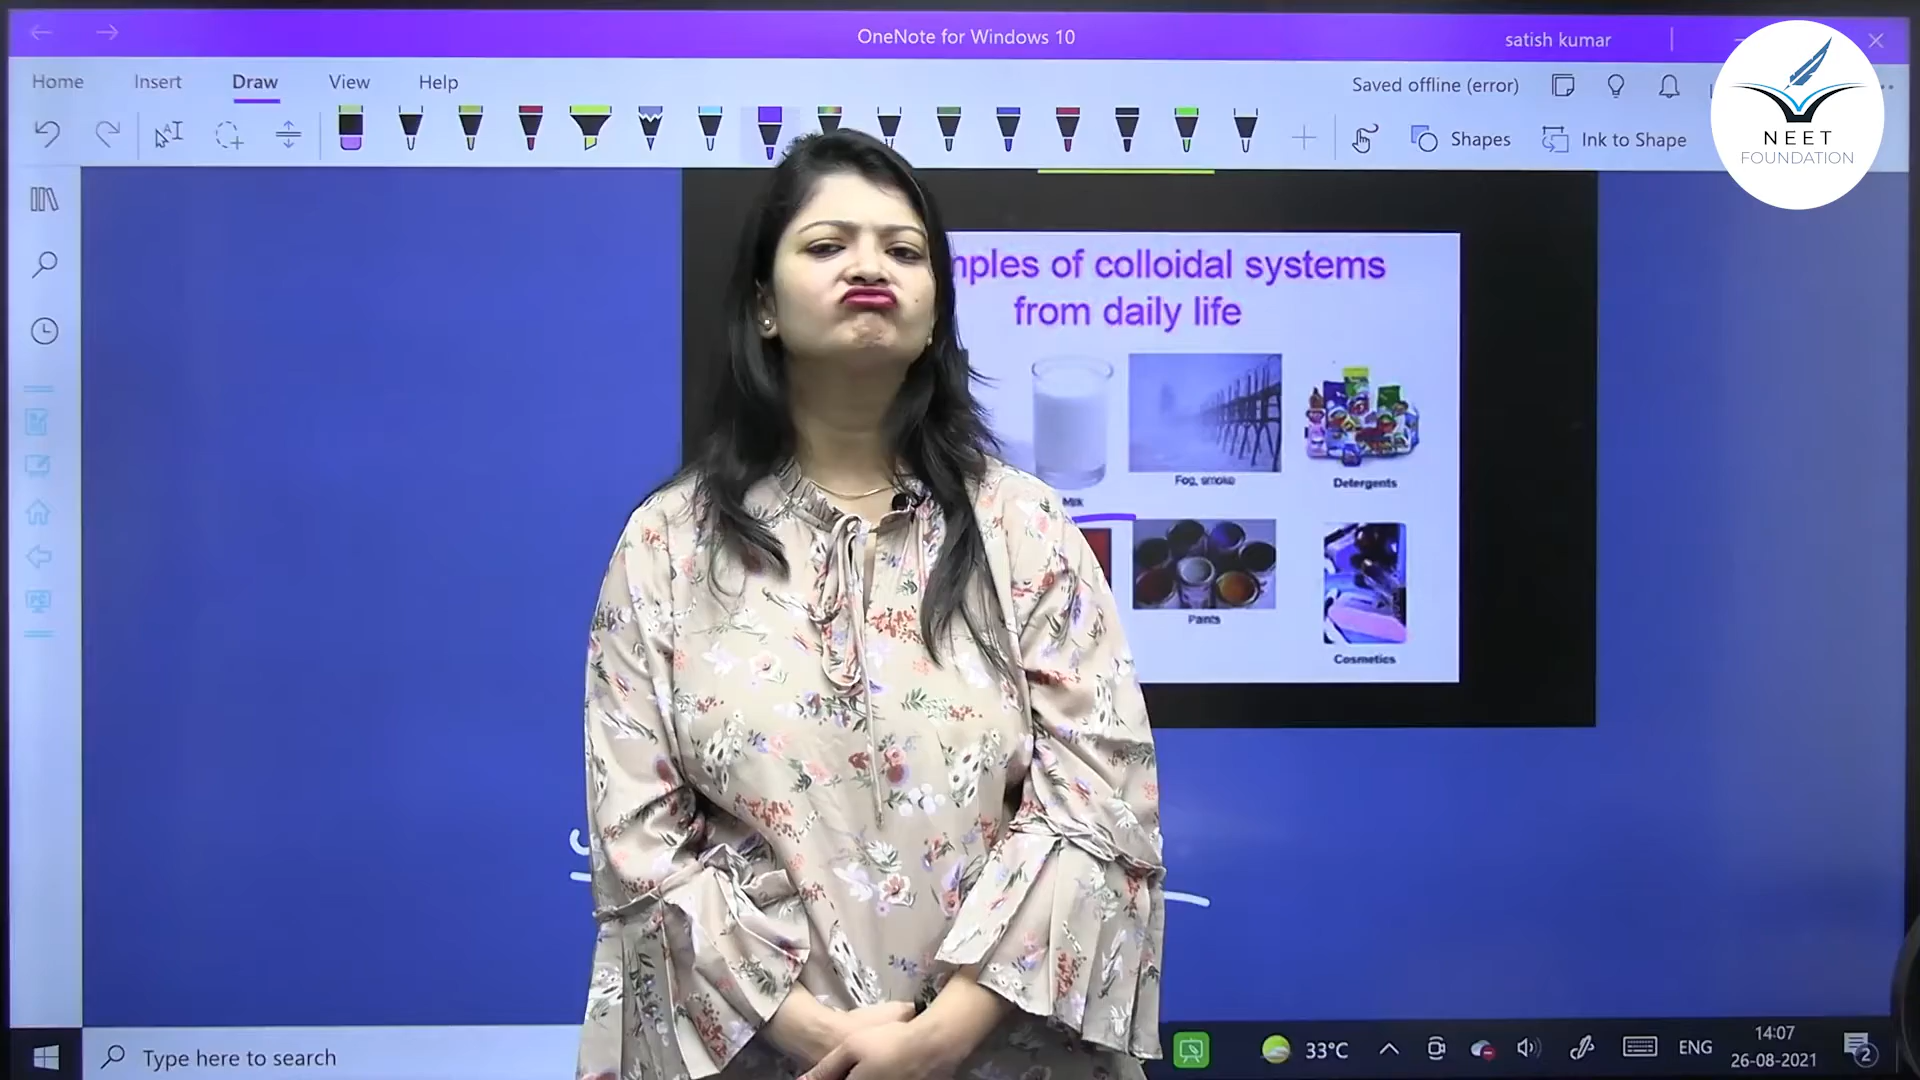 OneNote for Windows 10
satish kumar
Home Insert Draw View Help
Saved offline (error)
Shapes
Ink to Shape
NEET
FOUNDATION
mples of colloidal systems
from daily life
Milk
Fog, smoke
Detergents
Paints
Cosmetics
PC
Type here to search
33°C
ENG
14:07
26-08-2021
2